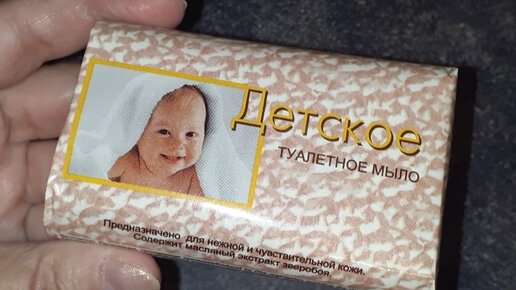 Детское
ТУАЛЕТНОЕ МЫЛО
Предназначено для нежной и чувствительной кожи.
Содержит масляный экстракт зверобоя.